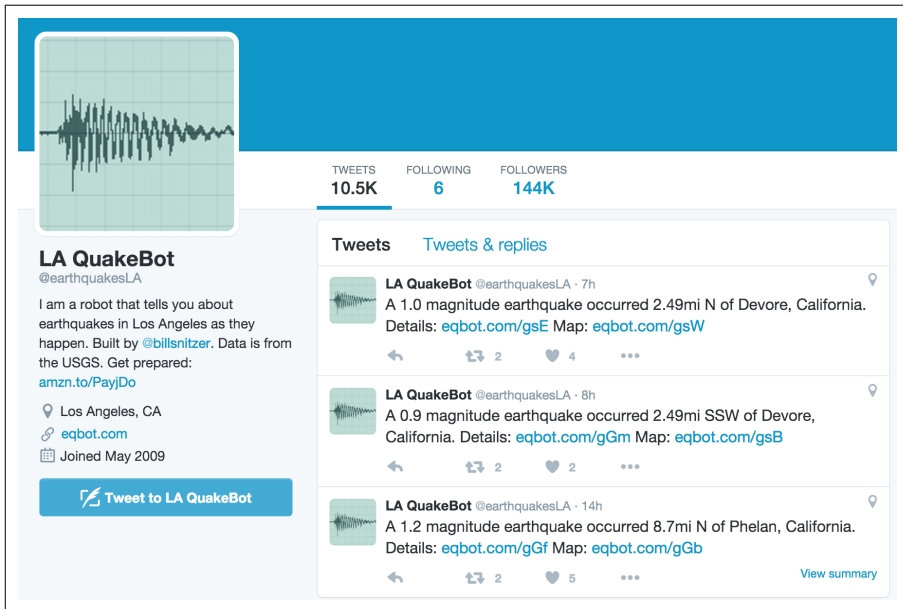 TWEETS FOLLOWING FOLLOWERS
10.5K 6 144K
LA QuakeBot
@earthquakesLA
I am a robot that tells you about
earthquakes in Los Angeles as they
happen. Built by @billsnitzer. Data is from
the USGS. Get prepared:
amzn.to/PayjDo
Los Angeles, CA
eqbot.com
Joined May 2009
Tweet to LA QuakeBot
Tweets Tweets & replies
LA QuakeBot @earthquakesLA · 7h
A 1.0 magnitude earthquake occurred 2.49mi N of Devore, California.
Details: eqbot.com/gsE Map: eqbot.com/gsW
2 4
LA QuakeBot @earthquakesLA · 8h
A 0.9 magnitude earthquake occurred 2.49mi SSW of Devore,
California. Details: eqbot.com/gGm Map: eqbot.com/gsB
2 2
LA QuakeBot @earthquakesLA · 14h
A 1.2 magnitude earthquake occurred 8.7mi N of Phelan, California.
Details: eqbot.com/gGf Map: eqbot.com/gGb
2 5
View summary